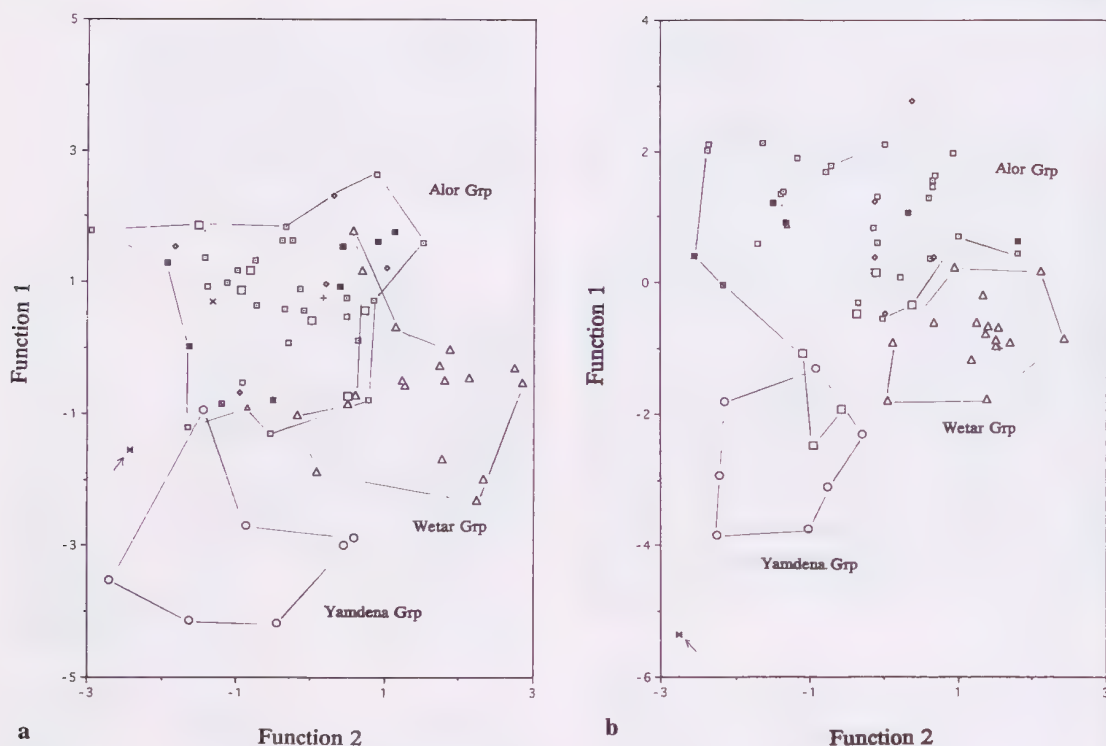 5
3
1
-1
-3
-5
-3
-1
1
3
Function 1
Function 2
Alor Grp
Wetar Grp
Yamdena Grp
a
4
2
0
-2
-4
-6
-3
-1
1
3
Function 1
Function 2
Alor Grp
Wetar Grp
Yamdena Grp
b